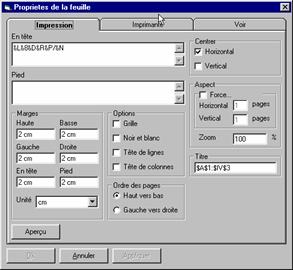 Proprietes de la feuille
Impression
Imprimante
Voir
En tête
&L&8&D&R&P/&N
Pied
Centrer
Horizontal
Vertical
Aspect
Force...
Horizontal 1 pages
Vertical 1 pages
Zoom 100 %
Titre
$A$1:$IV$3
Marges
Haute Basse
2 cm 2 cm
Gauche Droite
2 cm 2 cm
En tête Pied
2 cm 2 cm
Unité cm
Options
Grille
Noir et blanc
Tête de lignes
Tête de colonnes
Ordre des pages
Haut vers bas
Gauche vers droite
Aperçu
Ok
Annuler
Appliquer